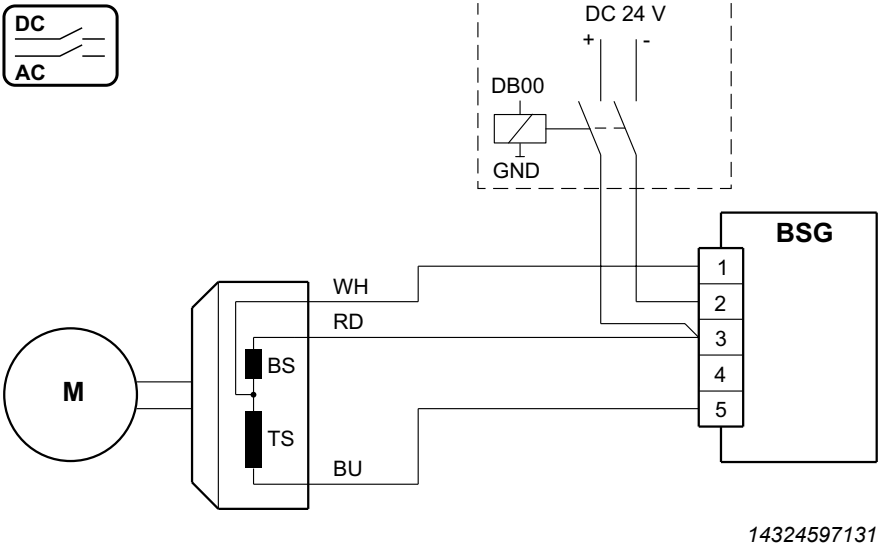 DC
AC
DC 24 V
+ -
DB00
GND
BSG
1
2
3
4
5
WH
RD
BS
M
TS
BU
14324597131